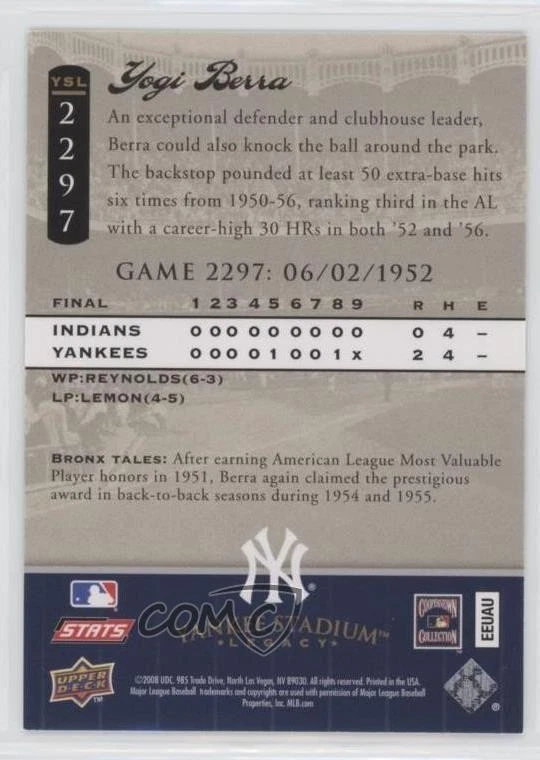 YSL
2297
Yogi Berra
An exceptional defender and clubhouse leader,
Berra could also knock the ball around the park.
The backstop pounded at least 50 extra-base hits
six times from 1950-56, ranking third in the AL
with a career-high 30 HRs in both '52 and '56.
GAME 2297: 06/02/1952
FINAL 1 2 3 4 5 6 7 8 9 R H E
INDIANS 0 0 0 0 0 0 0 0 0 0 4 –
YANKEES 0 0 0 0 1 0 0 1 x 2 4 –
WP:REYNOLDS(6-3)
LP:LEMON(4-5)
BRONX TALES: After earning American League Most Valuable
Player honors in 1951, Berra again claimed the prestigious
award in back-to-back seasons during 1954 and 1955.
NY ®
STATS
COMC
YANKEE STADIUM™
LEGACY
COOPERSTOWN
COLLECTION
EEUAU
UPPER
DECK
TM
©2008 UDC. 985 Trade Drive, North Las Vegas, NV 89030. All rights reserved. Printed in the USA.
Major League Baseball trademarks and copyrights are used with permission of Major League Baseball
Properties, Inc. MLB.com
®